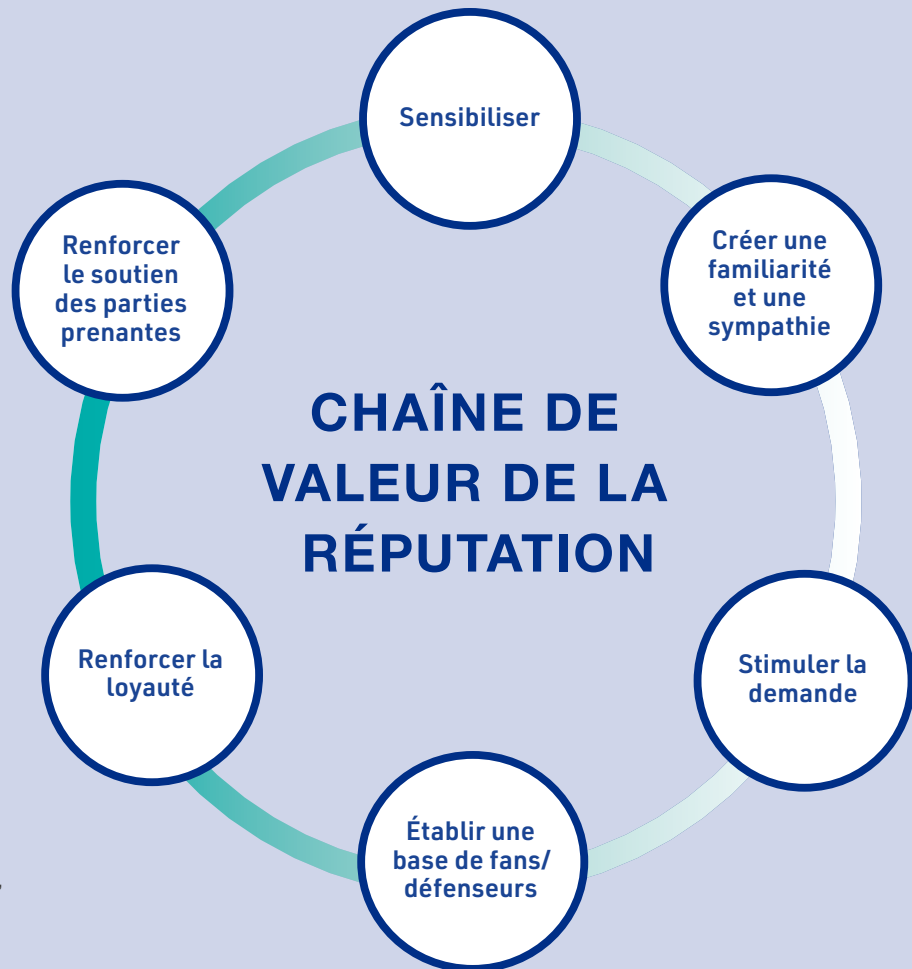 Sensibiliser
Créer une
familiarité
et une
sympathie
Stimuler la
demande
Établir une
base de fans/
défenseurs
Renforcer la
loyauté
Renforcer
le soutien
des parties
prenantes
CHAÎNE DE
VALEUR DE LA
RÉPUTATION